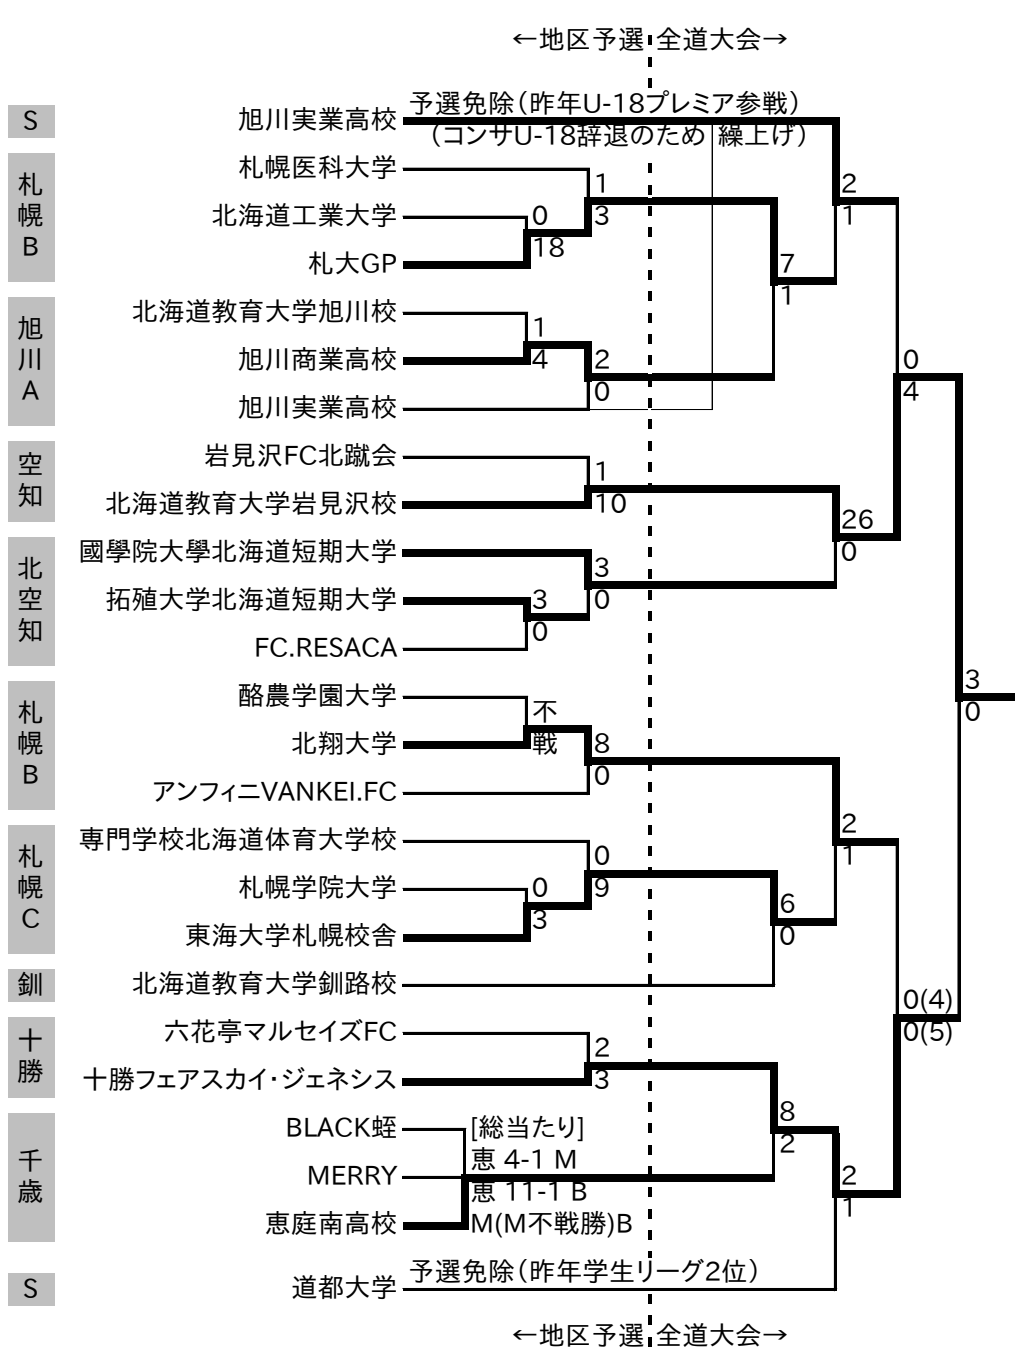 ←地区予選 全道大会→
S 旭川実業高校 予選免除(昨年U-18プレミア参戦)
(コンサU-18辞退のため 繰上げ)
札幌B
札幌医科大学
北海道工業大学
札大GP
1
3
0
18
2
1
7
1
旭川A
北海道教育大学旭川校
旭川商業高校
旭川実業高校
1
4
2
0
0
4
空知
岩見沢FC北蹴会
北海道教育大学岩見沢校
1
10
26
0
北空知
國學院大學北海道短期大学
拓殖大学北海道短期大学
FC.RESACA
3
0
3
0
3
0
札幌B
酪農学園大学
北翔大学
アンフィニVANKEI.FC
不
戦
8
0
2
1
札幌C
専門学校北海道体育大学校
札幌学院大学
東海大学札幌校舎
0
9
0
3
6
0
釧
北海道教育大学釧路校
0(4)
0(5)
十勝
六花亭マルセイズFC
十勝フェアスカイ・ジェネシス
2
3
8
2
千歳
BLACK蛭
MERRY
恵庭南高校
[総当たり]
恵 4-1 M
恵 11-1 B
M(M不戦勝)B
2
1
S 道都大学 予選免除(昨年学生リーグ2位)
←地区予選 全道大会→